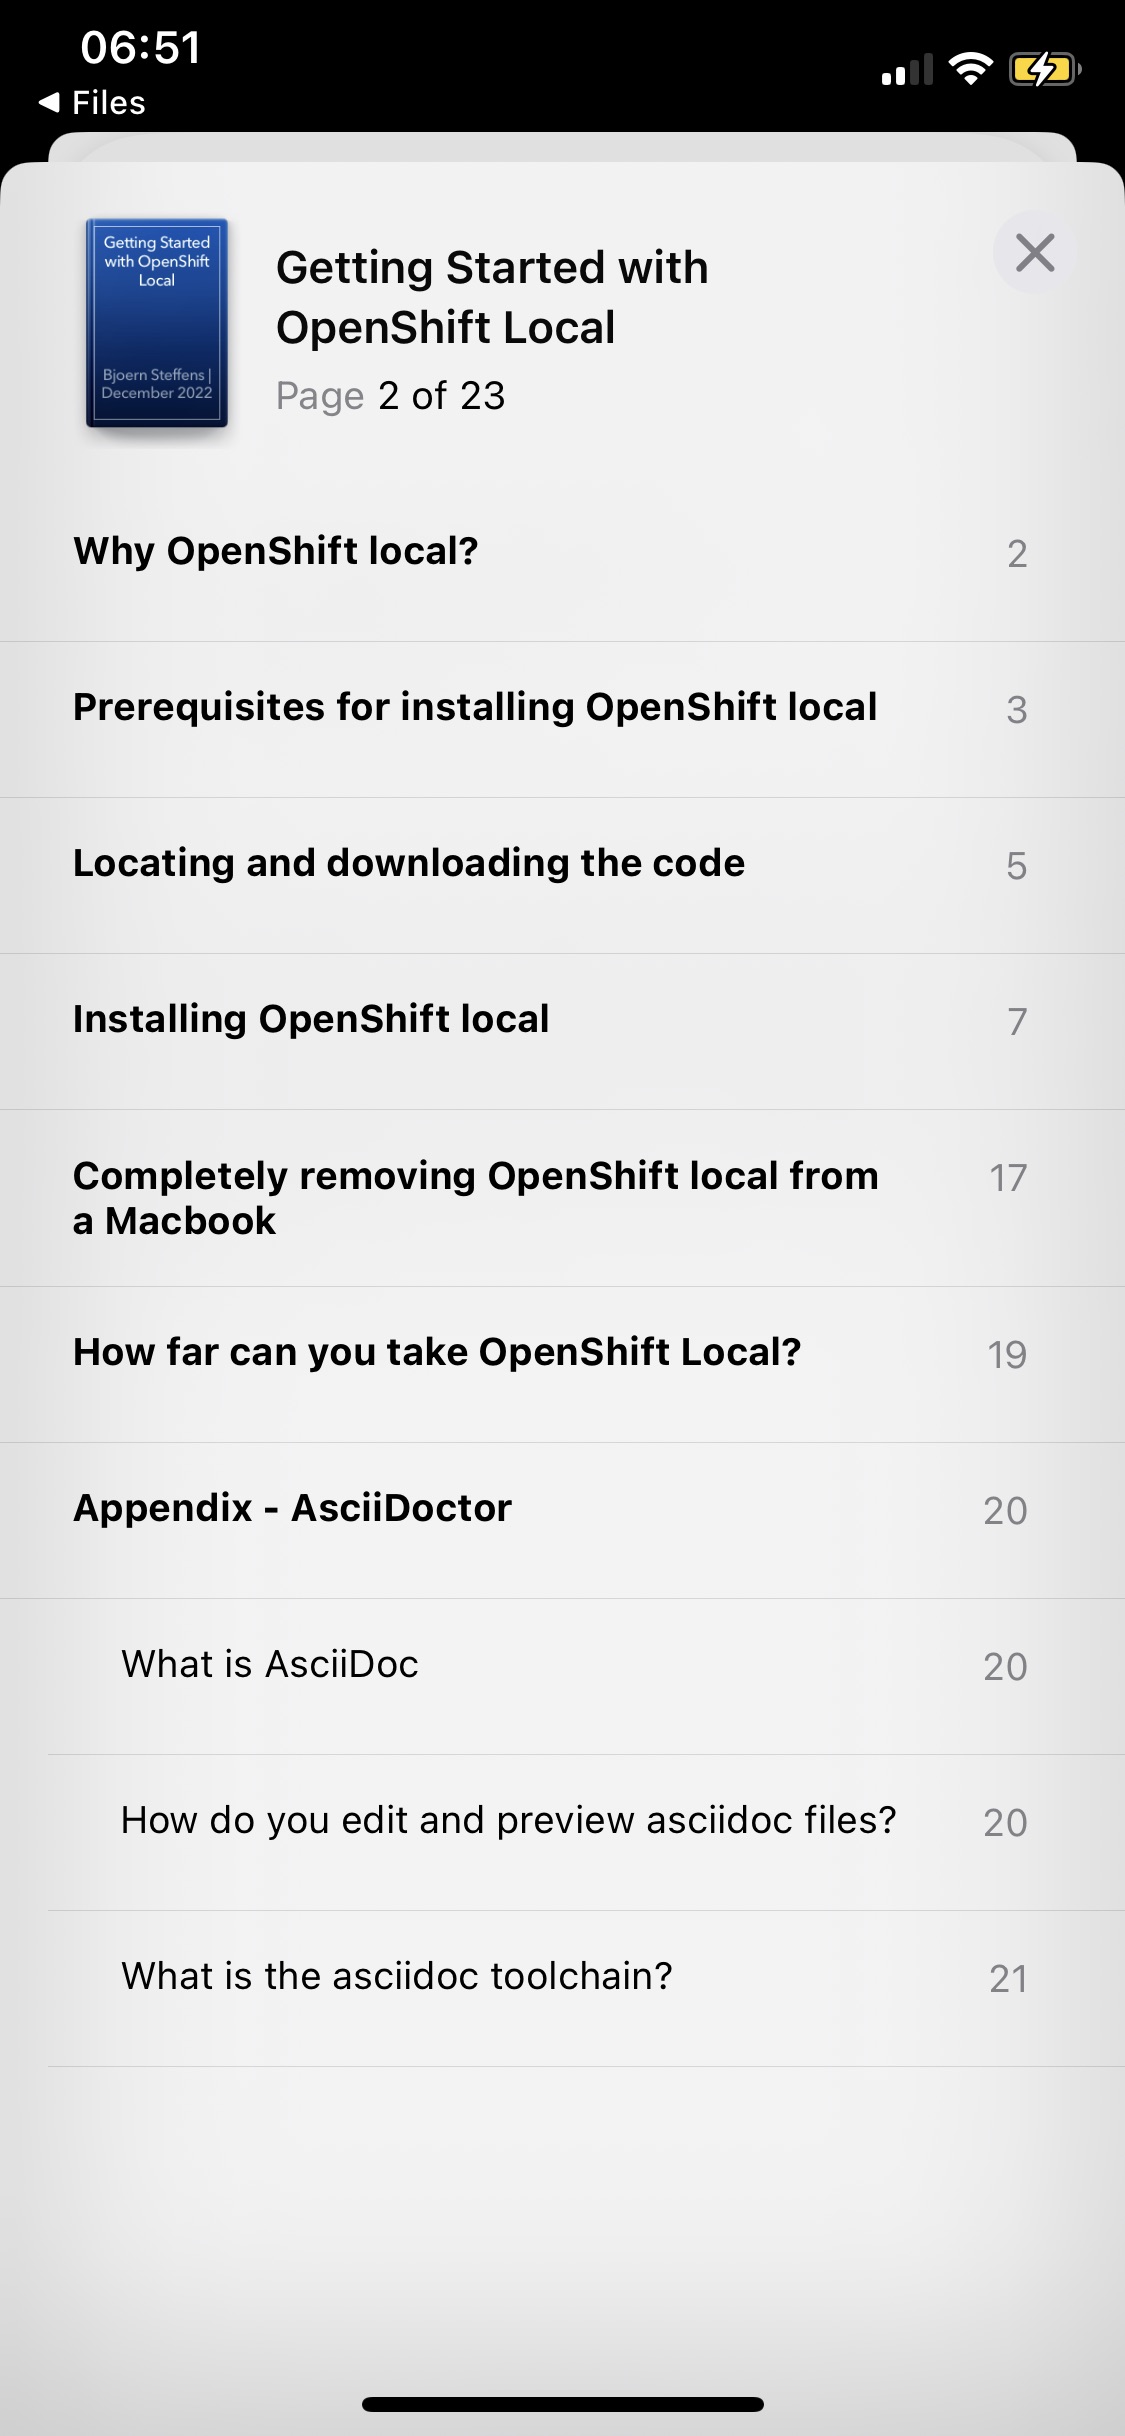 06:51
Files
Getting Started
with OpenShift
Local
Bjoern Steffens |
December 2022
Getting Started with
OpenShift Local
Page 2 of 23
Why OpenShift local? 2
Prerequisites for installing OpenShift local 3
Locating and downloading the code 5
Installing OpenShift local 7
Completely removing OpenShift local from 17
a Macbook
How far can you take OpenShift Local? 19
Appendix - AsciiDoctor 20
What is AsciiDoc 20
How do you edit and preview asciidoc files? 20
What is the asciidoc toolchain? 21